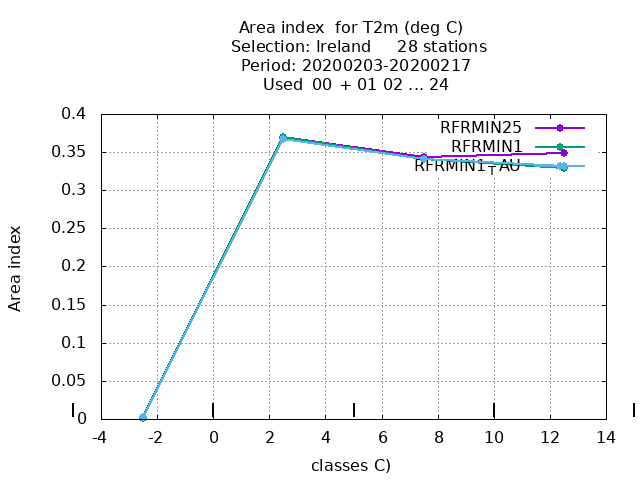 Area index  for T2m (deg C)
Selection: Ireland     28 stations
Period: 20200203-20200217
Used  00 + 01 02 ... 24
0.4
0.35
0.3
0.25
0.2
0.15
0.1
0.05
0
RFRMIN25
RFRMIN1
RFRMIN1┬AU
Area index
-4 -2 0 2 4 6 8 10 12 14
classes C)